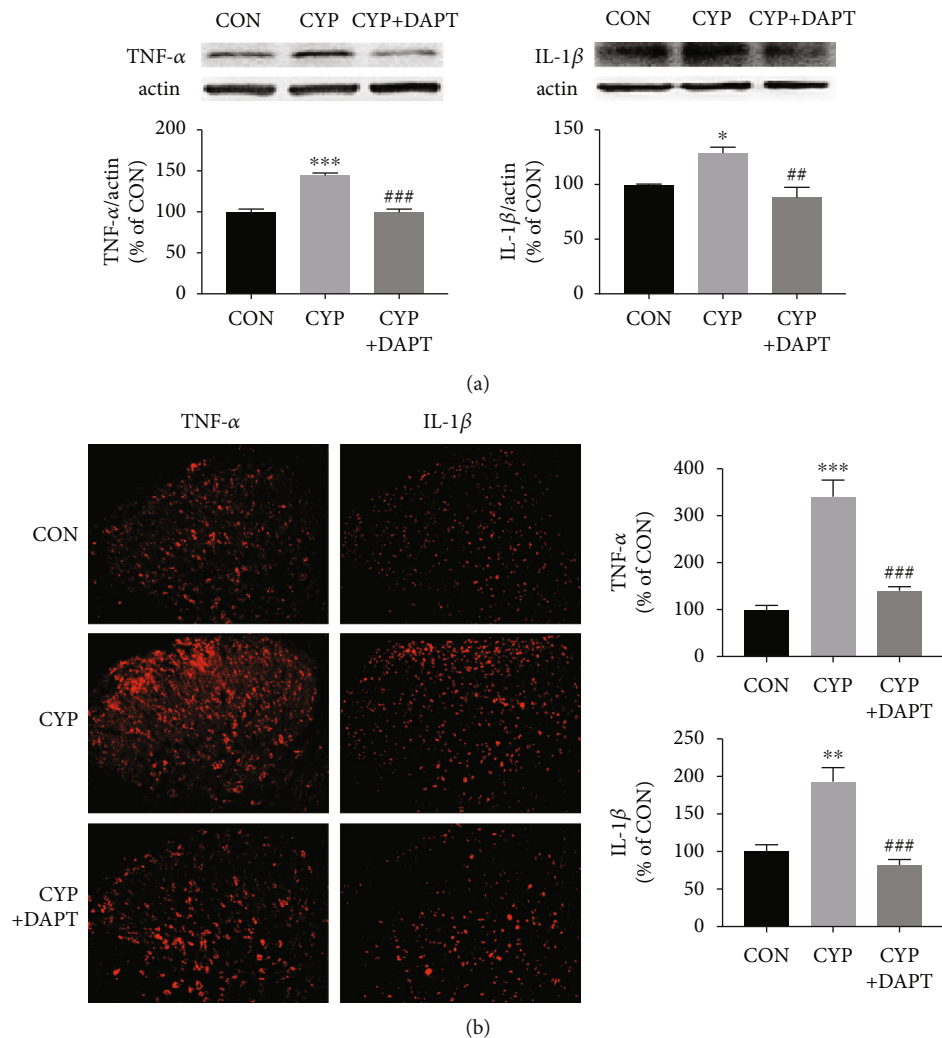 CON CYP CYP+DAPT
TNF-α
actin
TNF-α/actin
(% of CON)
200
150
100
50
0
***
###
CON CYP CYP
+DAPT
CON CYP CYP+DAPT
IL-1β
actin
IL-1β/actin
(% of CON)
150
100
50
0
*
##
CON CYP CYP
+DAPT
(a)
TNF-α IL-1β
CON
CYP
CYP
+DAPT
TNF-α
(% of CON)
400
300
200
100
0
***
###
CON CYP CYP
+DAPT
IL-1β
(% of CON)
250
200
150
100
50
0
**
###
CON CYP CYP
+DAPT
(b)